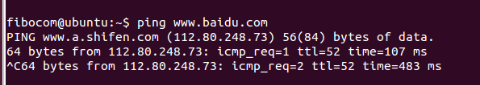 fibocom@ubuntu:~$ ping www.baidu.com
PING www.a.shifen.com (112.80.248.73) 56(84) bytes of data.
64 bytes from 112.80.248.73: icmp_req=1 ttl=52 time=107 ms
^C64 bytes from 112.80.248.73: icmp_req=2 ttl=52 time=483 ms